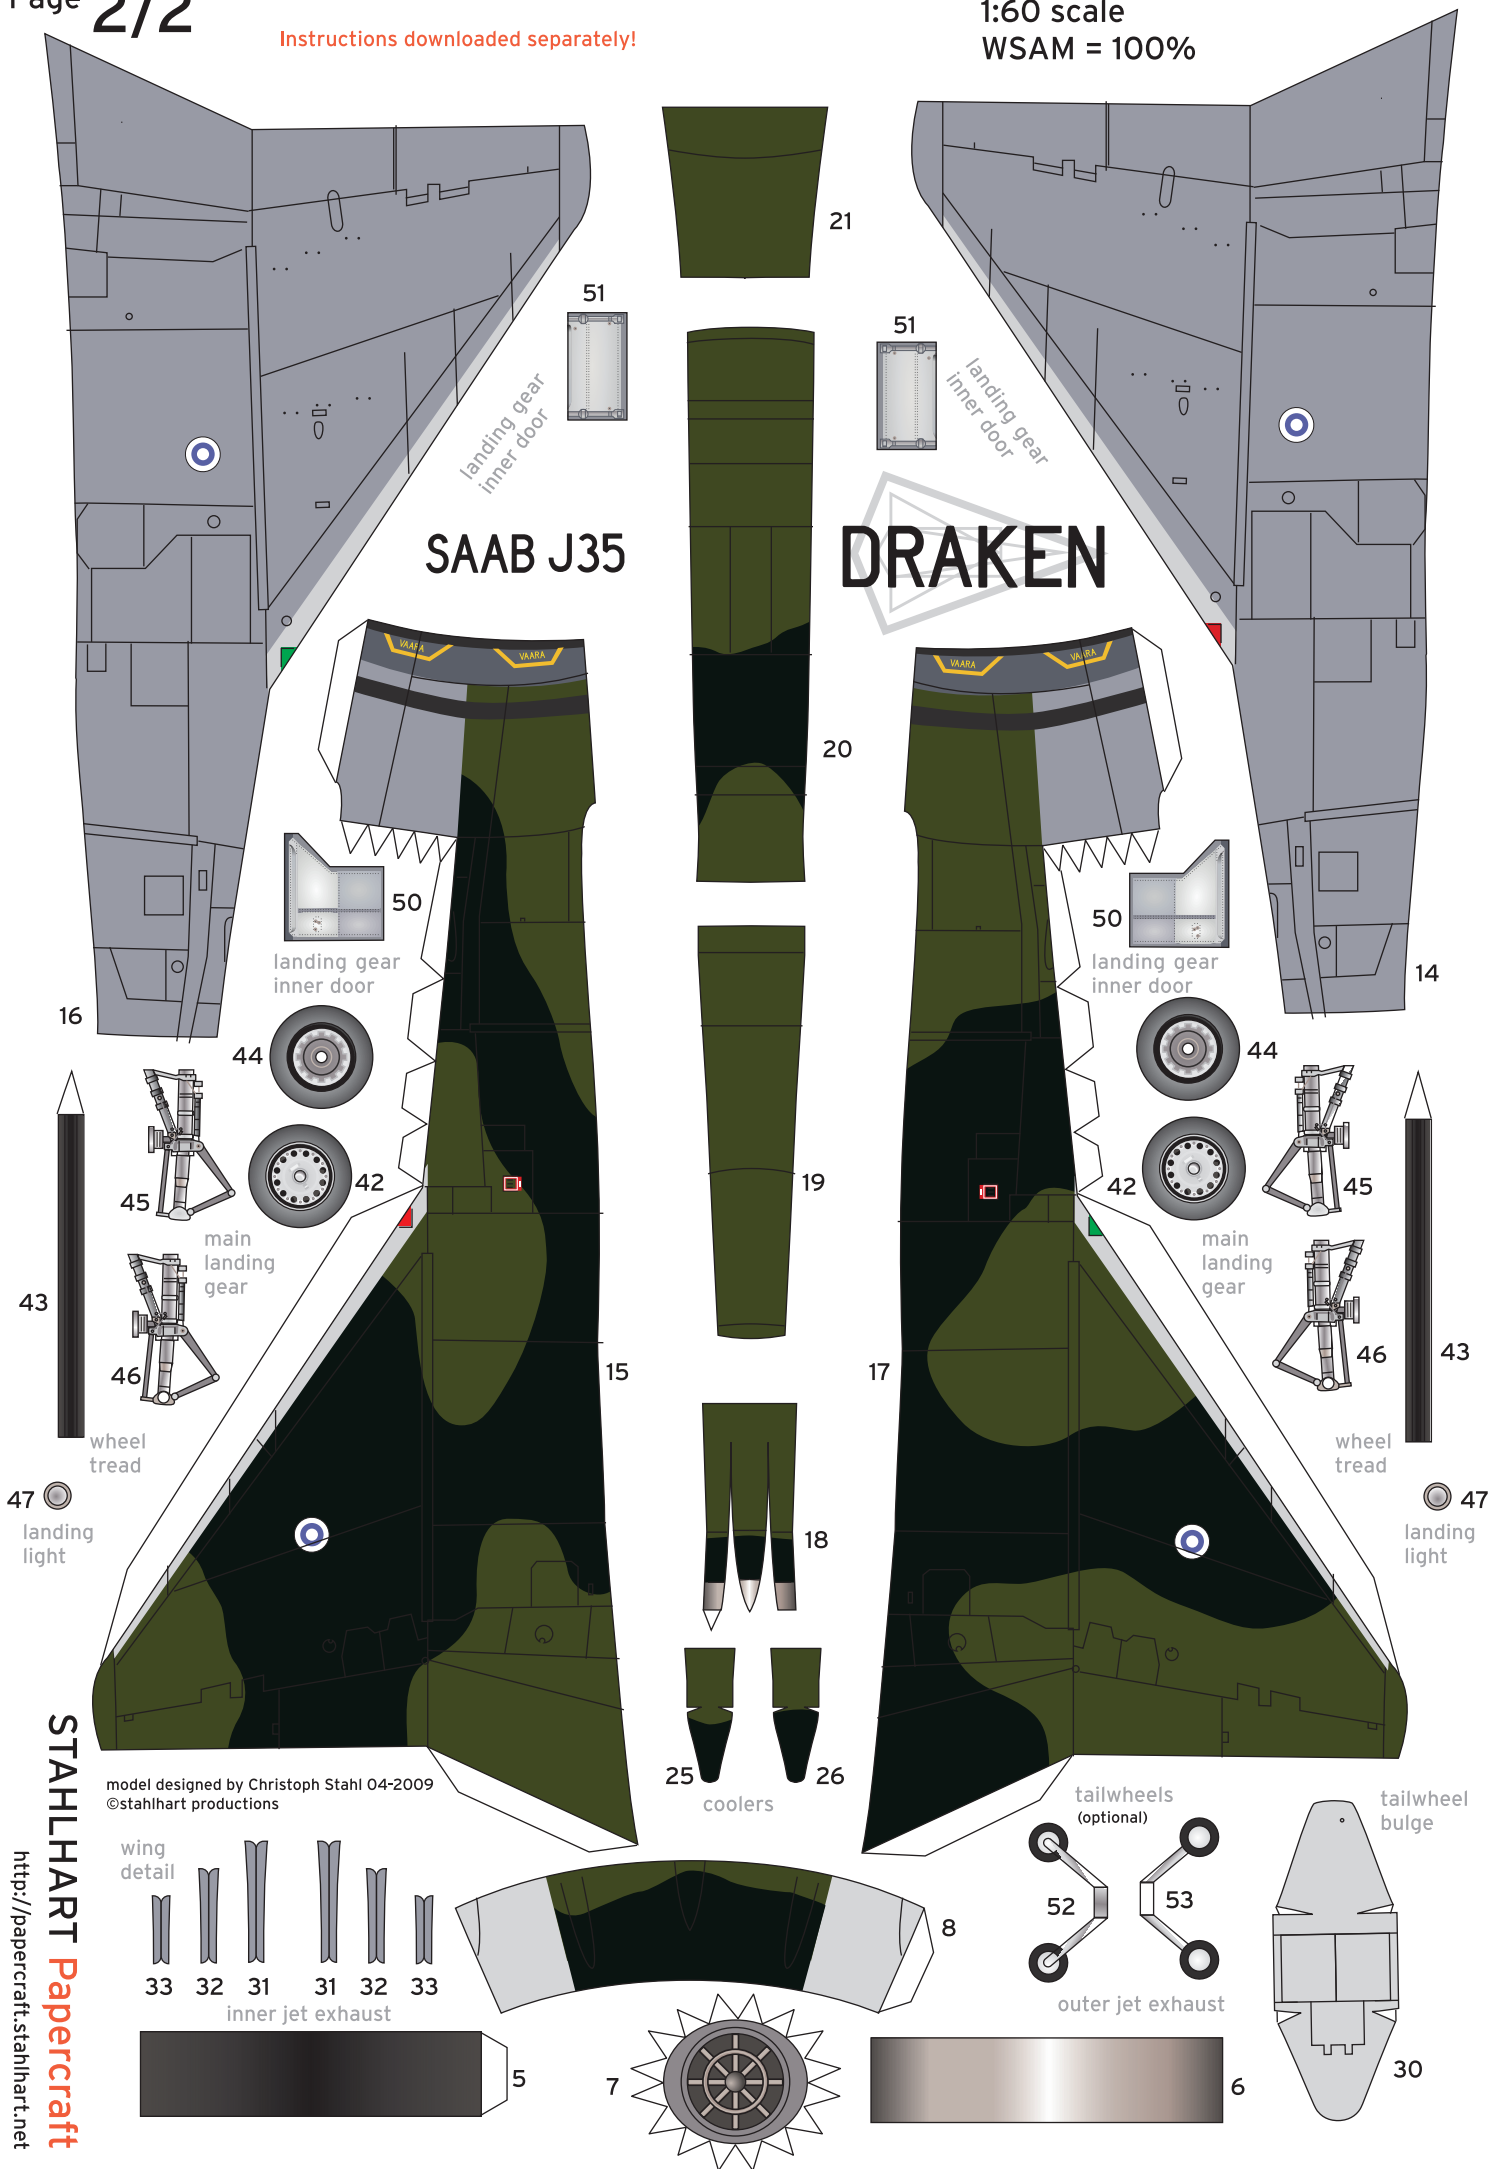 Page 2/2
Instructions downloaded separately!
1:60 scale
WSAM = 100%
21
51
landing gear
inner door
51
landing gear
inner door
SAAB J35
DRAKEN
VAARA
VAARA
VAARA
VAARA
20
50
landing gear
inner door
50
landing gear
inner door
16
14
44
44
45
42
main
landing
gear
19
42
45
main
landing
gear
43
46
15
17
46
43
wheel
tread
wheel
tread
47
landing
light
18
47
landing
light
25
26
coolers
model designed by Christoph Stahl 04-2009
©stahlhart productions
tailwheels
(optional)
tailwheel
bulge
wing
detail
52
53
8
33
32
31
31
32
33
inner jet exhaust
outer jet exhaust
5
7
6
30
STAHLHART Papercraft
http://papercraft.stahlhart.net